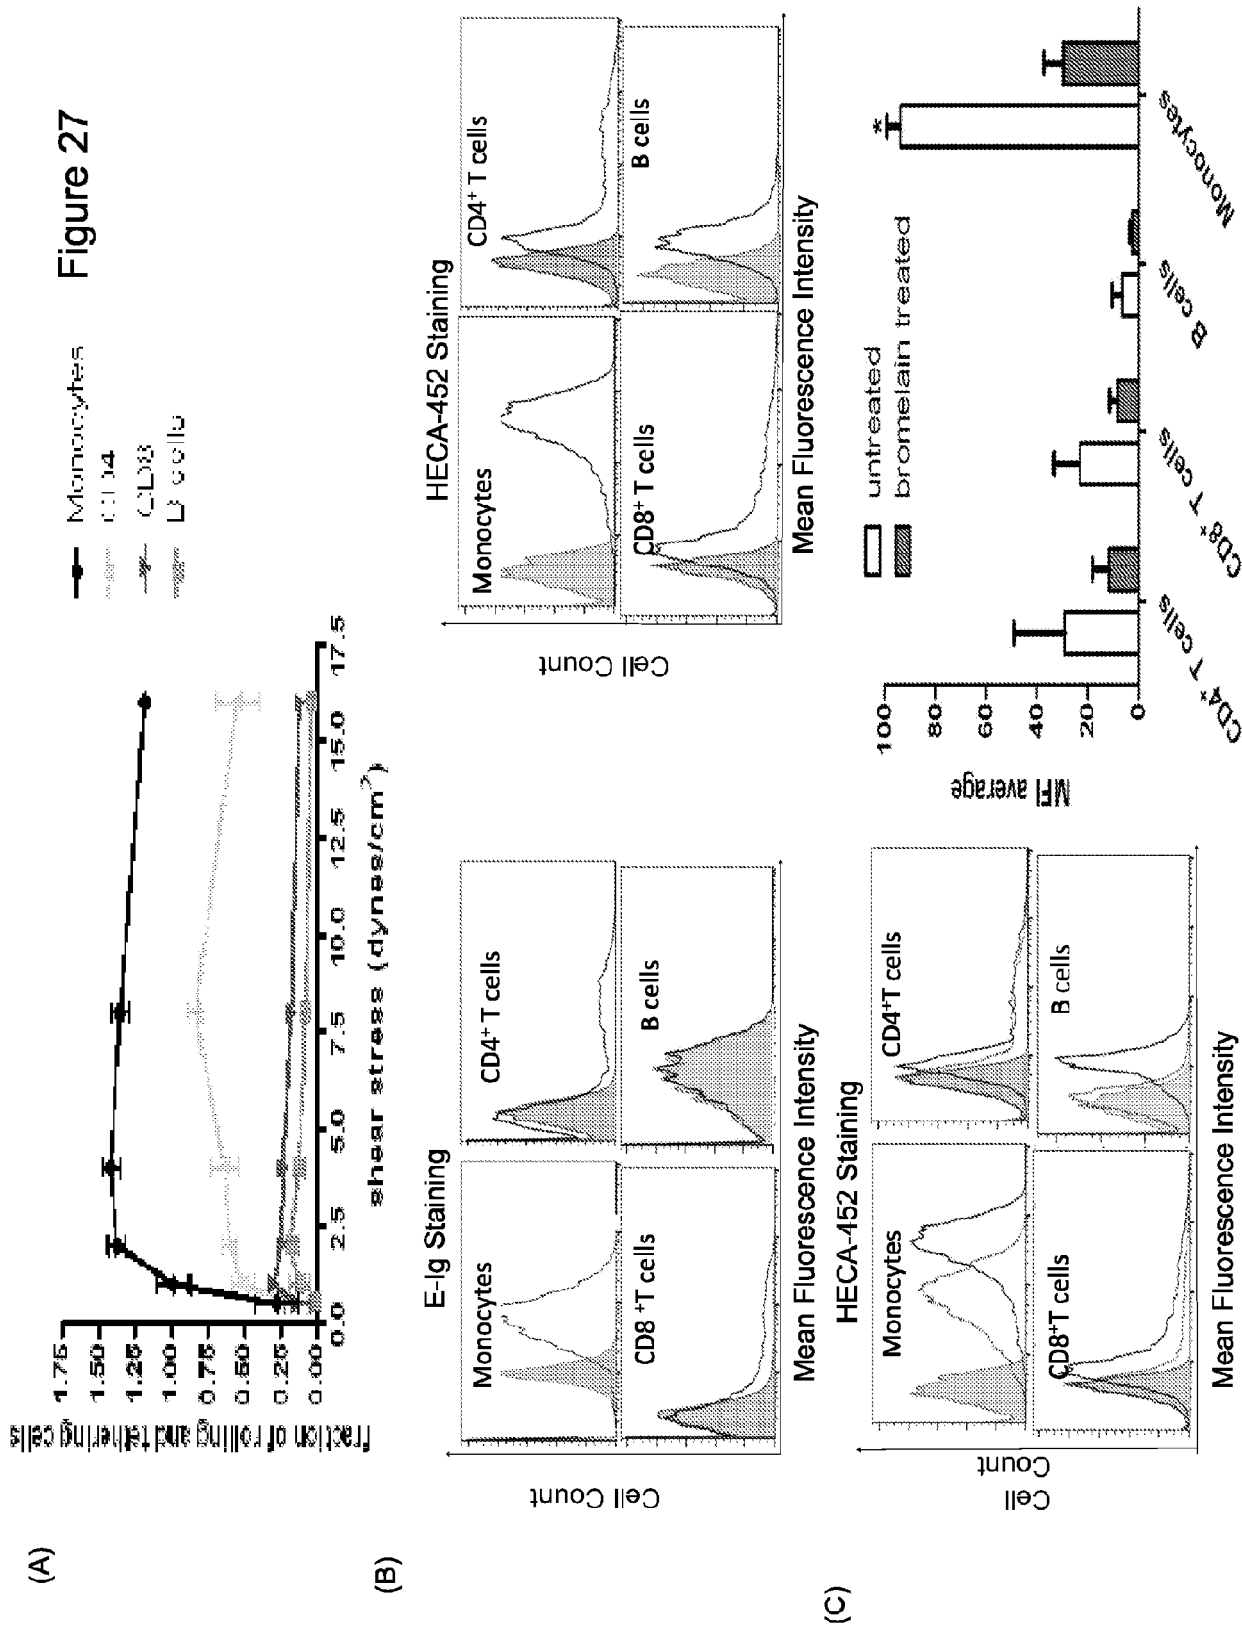 Figure 27
(A)
fraction of rolling and tethering cells
1.75
1.50
1.25
1.00
0.75
0.50
0.25
0.00
0.0
2.5
5.0
7.5
10.0
12.5
15.0
17.5
shear stress (dynes/cm²)
Monocytes
CD4
CD8
B cells
(B)
E-Ig Staining
Cell Count
Monocytes
CD4⁺ T cells
CD8 ⁺T cells
B cells
Mean Fluorescence Intensity
HECA-452 Staining
Cell Count
Monocytes
CD4⁺ T cells
CD8⁺ T cells
B cells
Mean Fluorescence Intensity
(C)
HECA-452 Staining
Cell
Count
Monocytes
CD4⁺T cells
CD8⁺T cells
B cells
Mean Fluorescence Intensity
MFI average
100
80
60
40
20
0
untreated
bromelain treated
*
CD4⁺ T cells
CD8⁺ T cells
B cells
Monocytes